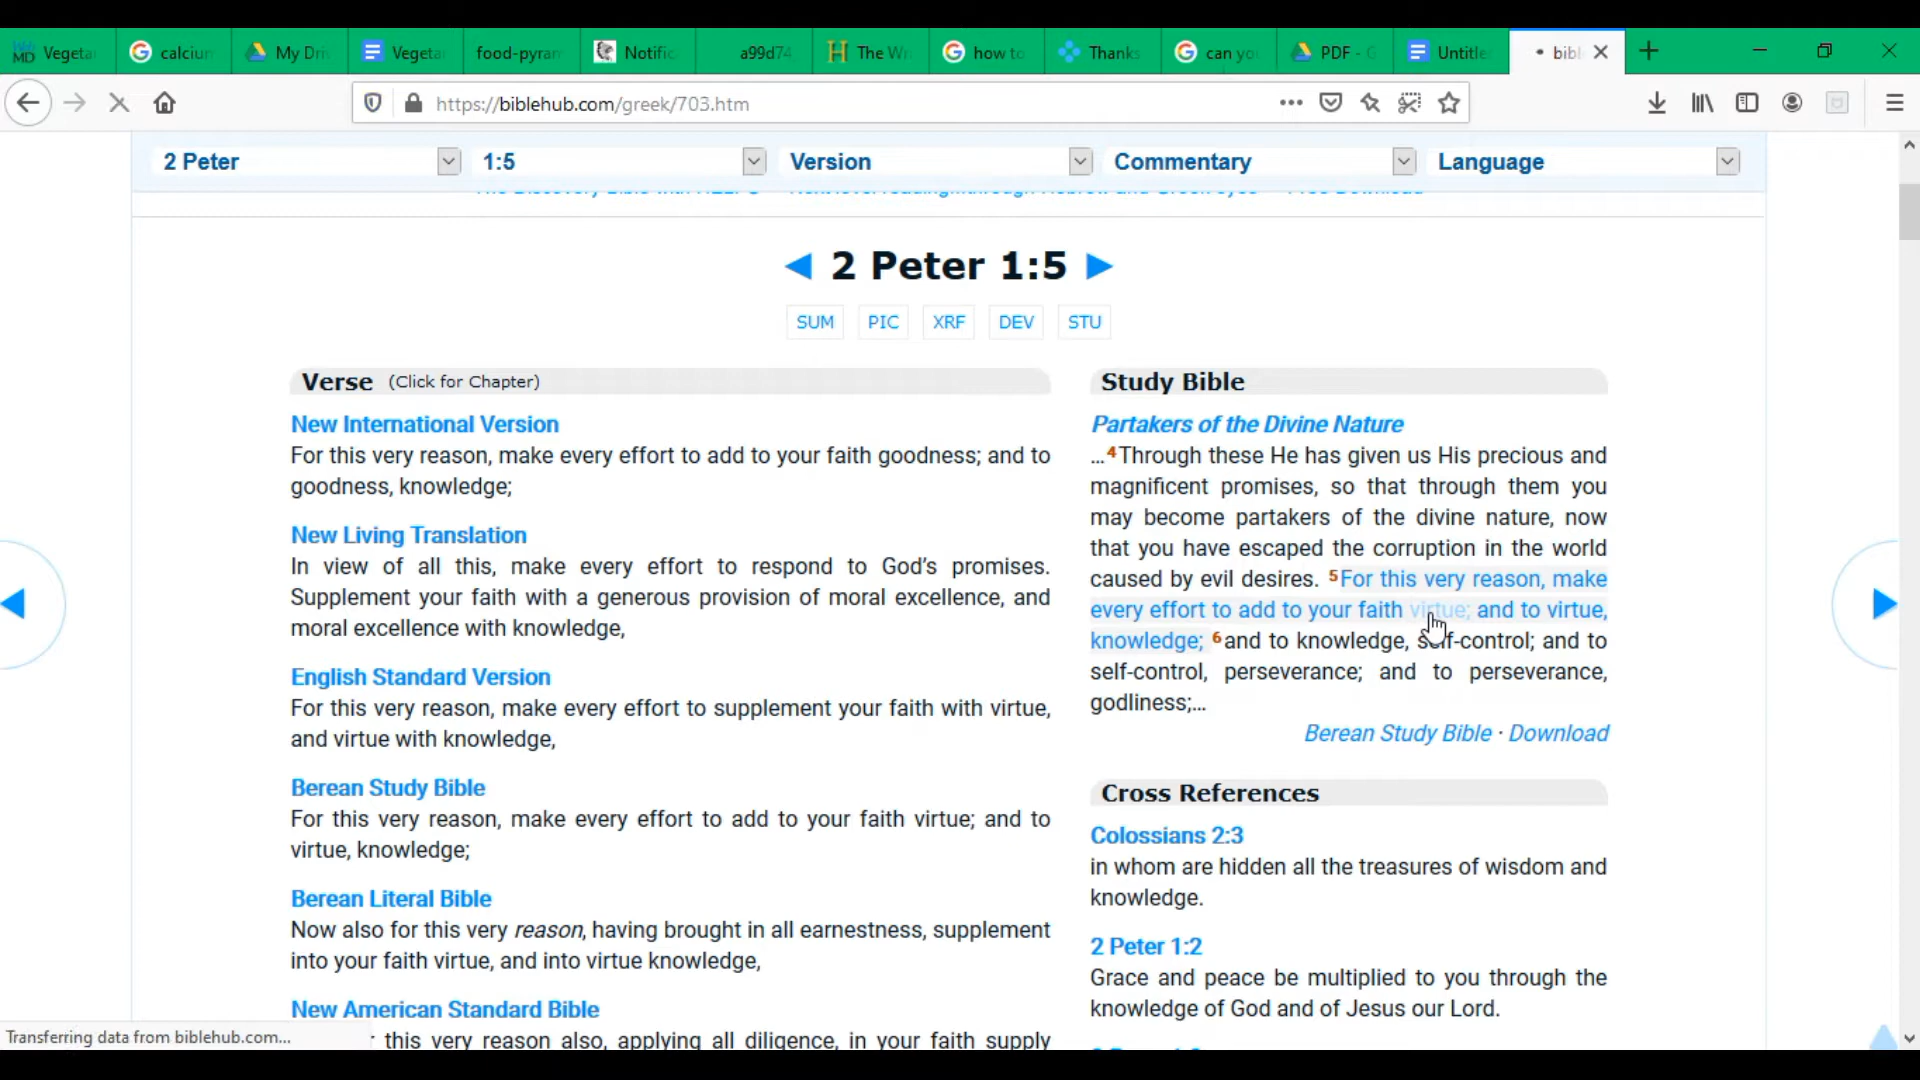 Web MD Vegeta calcium My Driv Vegetar food-pyram Notific a99d74 The Wr how to Thanks can you PDF - G Untitle bibl
https://biblehub.com/greek/703.htm
2 Peter 1:5 Version Commentary Language
2 Peter 1:5
SUM PIC XRF DEV STU
Verse (Click for Chapter)
New International Version
For this very reason, make every effort to add to your faith goodness; and to
goodness, knowledge;
New Living Translation
In view of all this, make every effort to respond to God's promises.
Supplement your faith with a generous provision of moral excellence, and
moral excellence with knowledge,
English Standard Version
For this very reason, make every effort to supplement your faith with virtue,
and virtue with knowledge,
Berean Study Bible
For this very reason, make every effort to add to your faith virtue; and to
virtue, knowledge;
Berean Literal Bible
Now also for this very reason, having brought in all earnestness, supplement
into your faith virtue, and into virtue knowledge,
New American Standard Bible
this very reason also, applying all diligence, in your faith supply
Study Bible
Partakers of the Divine Nature
...4Through these He has given us His precious and
magnificent promises, so that through them you
may become partakers of the divine nature, now
that you have escaped the corruption in the world
caused by evil desires. 5For this very reason, make
every effort to add to your faith virtue; and to virtue,
knowledge; 6and to knowledge, self-control; and to
self-control, perseverance; and to perseverance,
godliness;...
Berean Study Bible · Download
Cross References
Colossians 2:3
in whom are hidden all the treasures of wisdom and
knowledge.
2 Peter 1:2
Grace and peace be multiplied to you through the
knowledge of God and of Jesus our Lord.
Transferring data from biblehub.com...